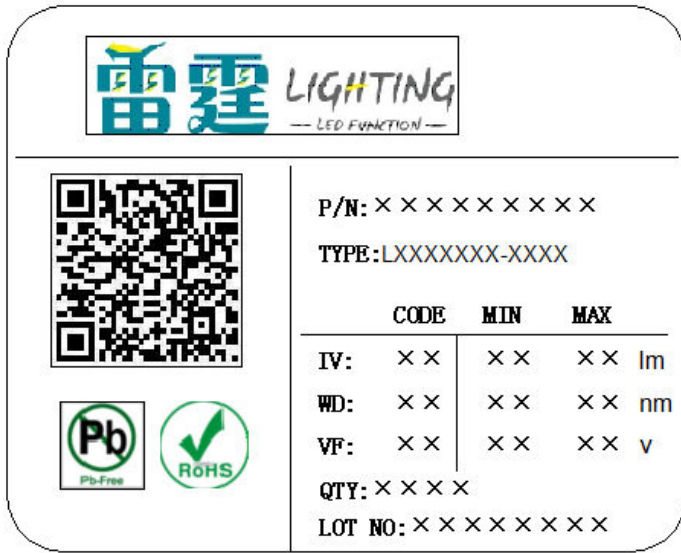 雷霆 LIGHTING
LED FUNCTION
P/N:×××××××××
TYPE:LXXXXXXX-XXXX
CODE MIN MAX
IV: ×× ×× ×× lm
WD: ×× ×× ×× nm
VF: ×× ×× ×× v
QTY:××××
LOT NO:××××××××
Pb
Pb-Free
RoHS